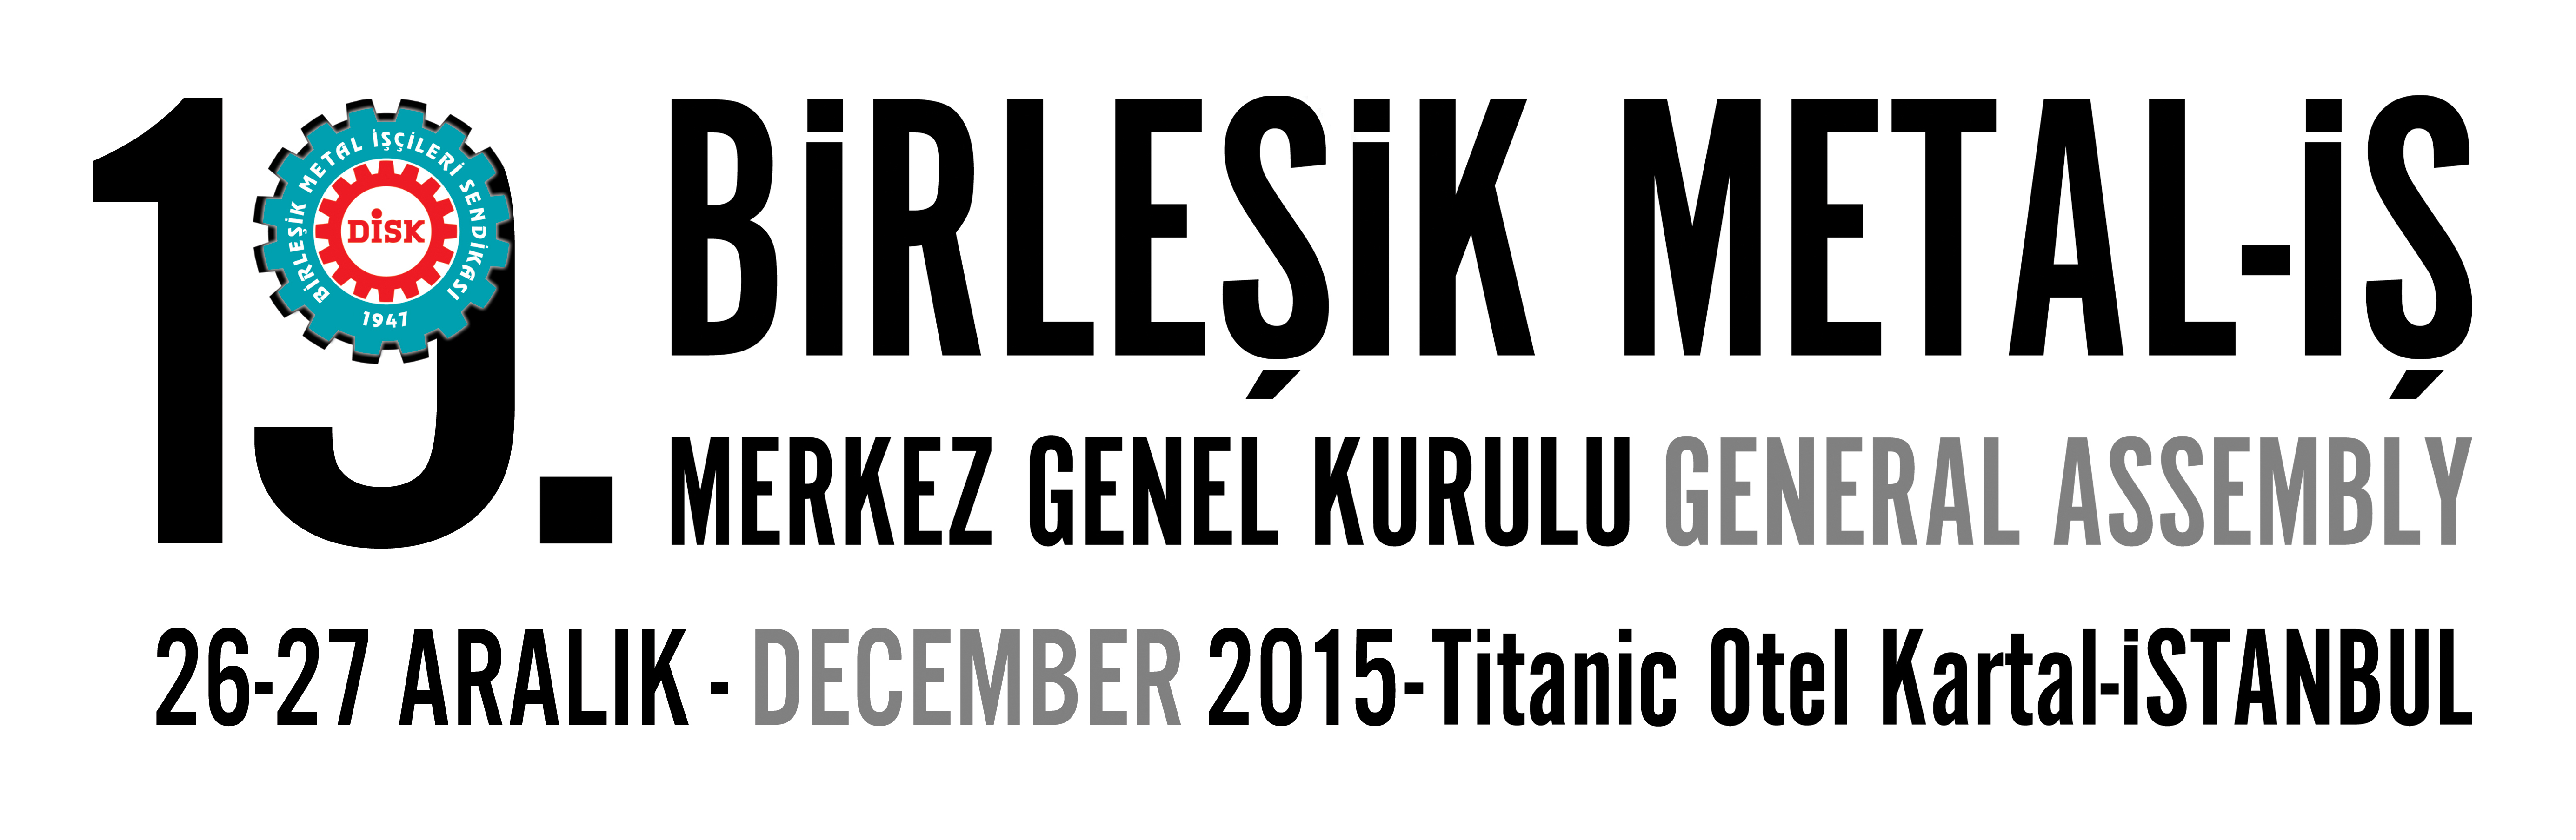 19. BİRLEŞİK METAL-İŞ
BİRLEŞİK METAL İŞÇİLERİ SENDİKASI
DİSK
1947
MERKEZ GENEL KURULU GENERAL ASSEMBLY
26-27 ARALIK - DECEMBER 2015-Titanic Otel Kartal-İSTANBUL